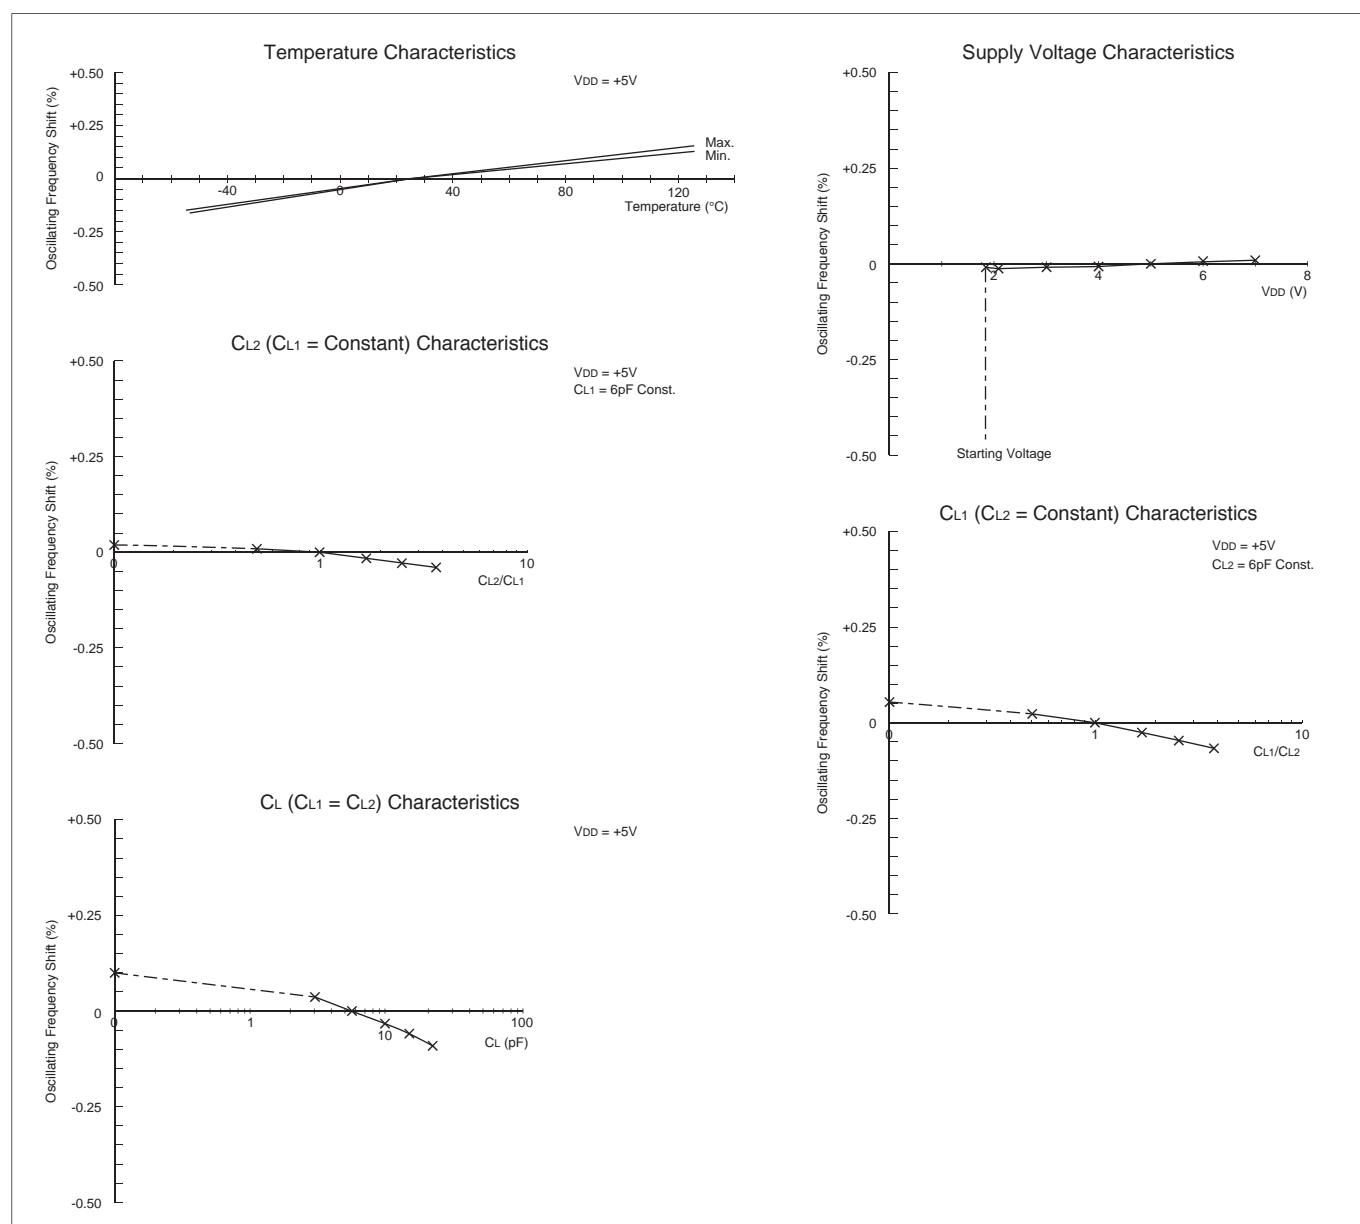 Temperature Characteristics
+0.50
+0.25
0
-0.25
-0.50
Oscillating Frequency Shift (%)
VDD = +5V
Max.
Min.
-40
0
40
80
120
Temperature (°C)
Supply Voltage Characteristics
+0.50
+0.25
0
-0.25
-0.50
Oscillating Frequency Shift (%)
2
4
6
8
VDD (V)
Starting Voltage
CL2 (CL1 = Constant) Characteristics
+0.50
+0.25
0
-0.25
-0.50
Oscillating Frequency Shift (%)
VDD = +5V
CL1 = 6pF Const.
0
1
10
CL2/CL1
CL1 (CL2 = Constant) Characteristics
+0.50
+0.25
0
-0.25
-0.50
Oscillating Frequency Shift (%)
VDD = +5V
CL2 = 6pF Const.
0
1
10
CL1/CL2
CL (CL1 = CL2) Characteristics
+0.50
+0.25
0
-0.25
-0.50
Oscillating Frequency Shift (%)
VDD = +5V
0
1
10
100
CL (pF)